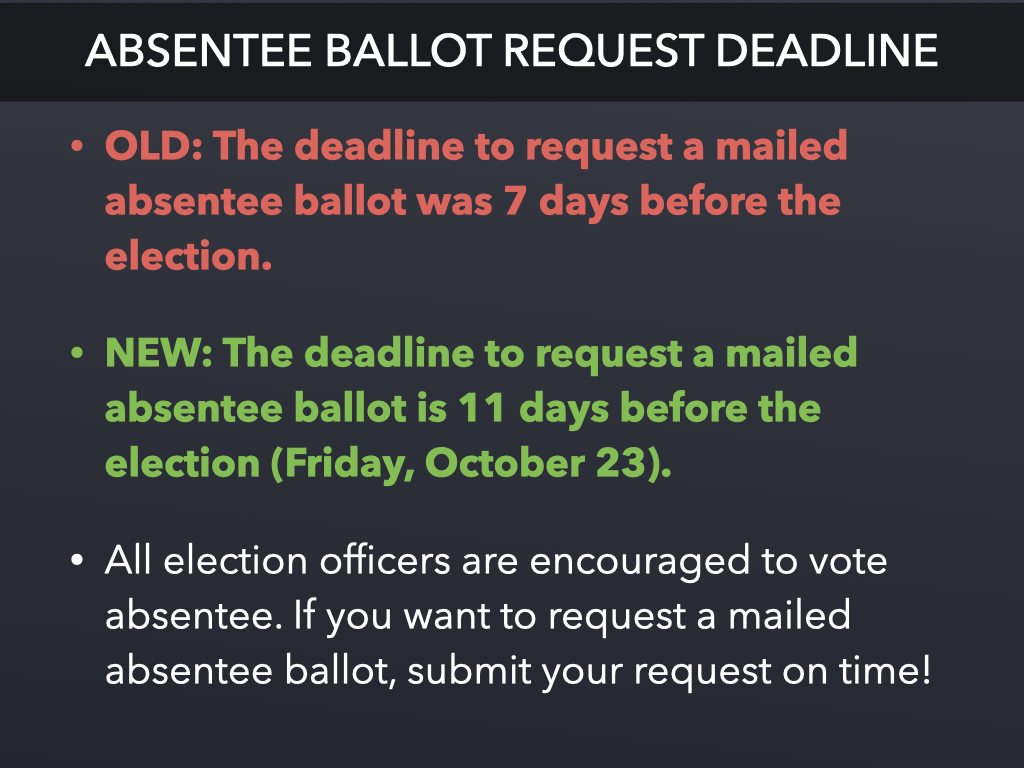 ABSENTEE BALLOT REQUEST DEADLINE
• OLD: The deadline to request a mailed
absentee ballot was 7 days before the
election.
• NEW: The deadline to request a mailed
absentee ballot is 11 days before the
election (Friday, October 23).
• All election officers are encouraged to vote
absentee. If you want to request a mailed
absentee ballot, submit your request on time!